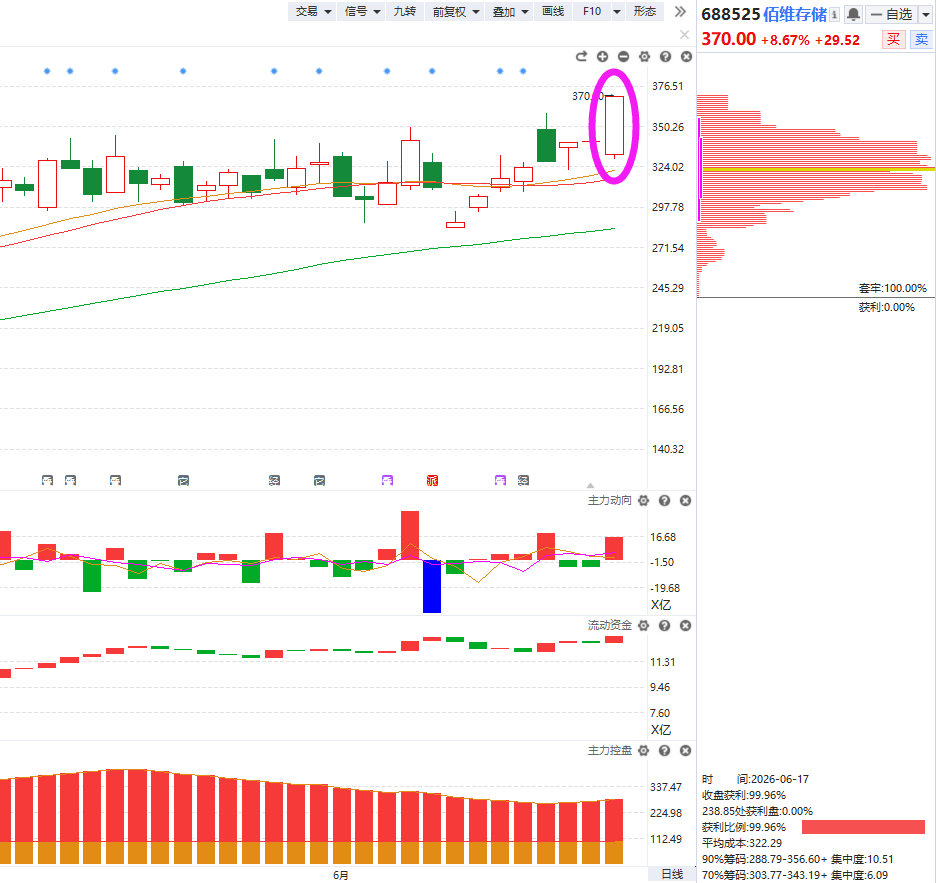 交易 信号 九转 前复权 叠加 画线 F10 形态
688525 佰维存储 自选
370.00 +8.67% +29.52 买 卖
376.51
350.26
324.02
297.78
271.54
245.29
219.05
192.81
166.56
140.32
套牢:100.00%
获利:0.00%
主力动向
16.68
-1.50
-19.68
X亿
流动资金
11.31
9.46
7.60
X亿
主力控盘
337.47
224.98
112.49
6月 日线
时 间:2026-06-17
收盘获利:99.96%
238.85处获利盘:0.00%
获利比例:99.96%
平均成本:322.29
90%筹码:288.79-356.60+ 集中度:10.51
70%筹码:303.77-343.19+ 集中度:6.09